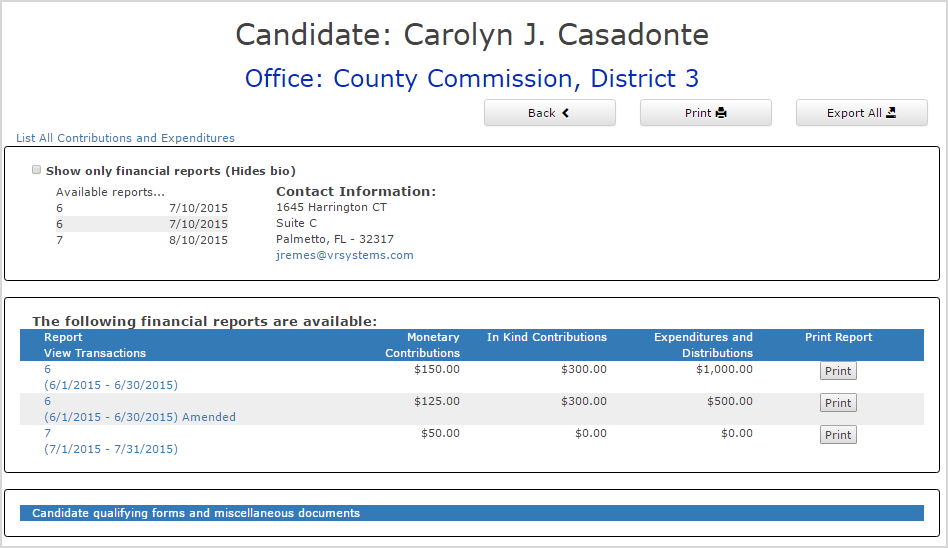 Candidate: Carolyn J. Casadonte
Office: County Commission, District 3
Back Print Export All
List All Contributions and Expenditures
Show only financial reports (Hides bio)
Available reports...
6 7/10/2015
6 7/10/2015
7 8/10/2015
Contact Information:
1645 Harrington CT
Suite C
Palmetto, FL - 32317
jremes@vrsystems.com
The following financial reports are available:
Report Monetary In Kind Contributions Expenditures and Print Report
View Transactions Contributions Distributions
6 $150.00 $300.00 $1,000.00 Print
(6/1/2015 - 6/30/2015)
6 $125.00 $300.00 $500.00 Print
(6/1/2015 - 6/30/2015) Amended
7 $50.00 $0.00 $0.00 Print
(7/1/2015 - 7/31/2015)
Candidate qualifying forms and miscellaneous documents